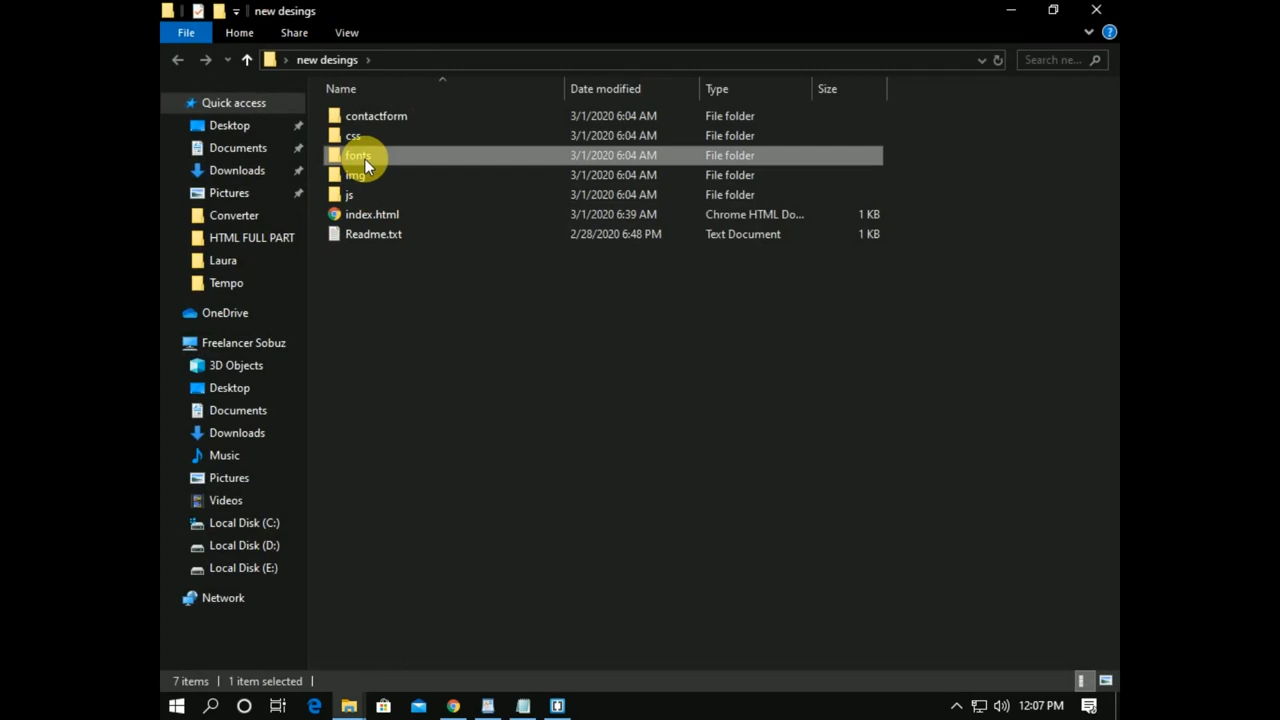 new desings
File Home Share View
new desings
Search ne...
Name Date modified Type Size
Quick access
Desktop
Documents
Downloads
Pictures
Converter
HTML FULL PART
Laura
Tempo
OneDrive
Freelancer Sobuz
3D Objects
Desktop
Documents
Downloads
Music
Pictures
Videos
Local Disk (C:)
Local Disk (D:)
Local Disk (E:)
Network
contactform 3/1/2020 6:04 AM File folder
css 3/1/2020 6:04 AM File folder
fonts 3/1/2020 6:04 AM File folder
img 3/1/2020 6:04 AM File folder
js 3/1/2020 6:04 AM File folder
index.html 3/1/2020 6:39 AM Chrome HTML Do... 1 KB
Readme.txt 2/28/2020 6:48 PM Text Document 1 KB
7 items 1 item selected
12:07 PM